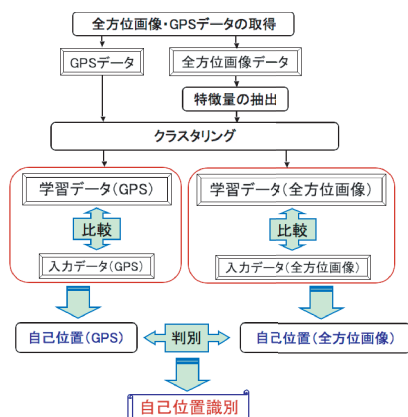 全方位画像・GPSデータの取得
GPSデータ
全方位画像データ
特徴量の抽出
クラスタリング
学習データ(GPS)
学習データ(全方位画像)
比較
比較
入力データ(GPS)
入力データ(全方位画像)
自己位置(GPS)
判別
自己位置(全方位画像)
自己位置識別